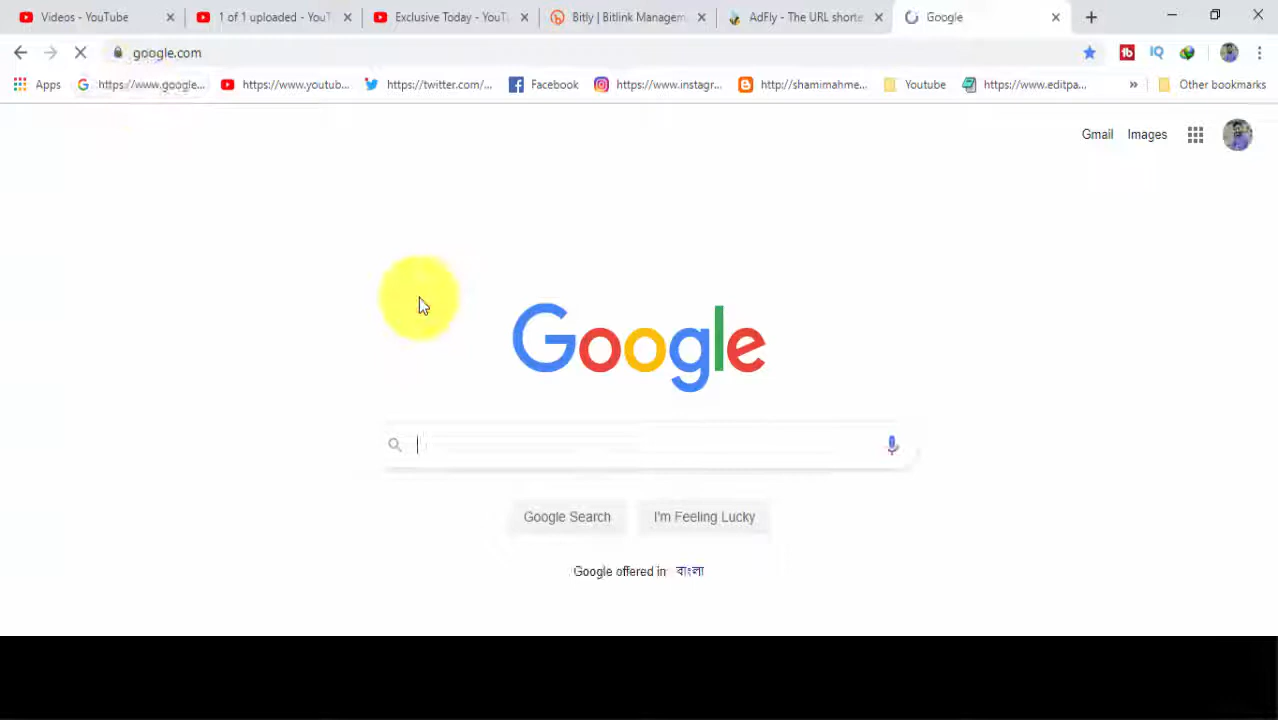 Videos - YouTube
1 of 1 uploaded - YouT
Exclusive Today - YouT
Bitly | Bitlink Managem
AdFly - The URL shorte
Google
google.com
Apps
https://www.google...
https://www.youtub...
https://twitter.com/...
Facebook
https://www.instagr...
http://shamimahme...
Youtube
https://www.editpa...
»
Other bookmarks
Gmail
Images
Google
Google Search
I'm Feeling Lucky
Google offered in বাংলা